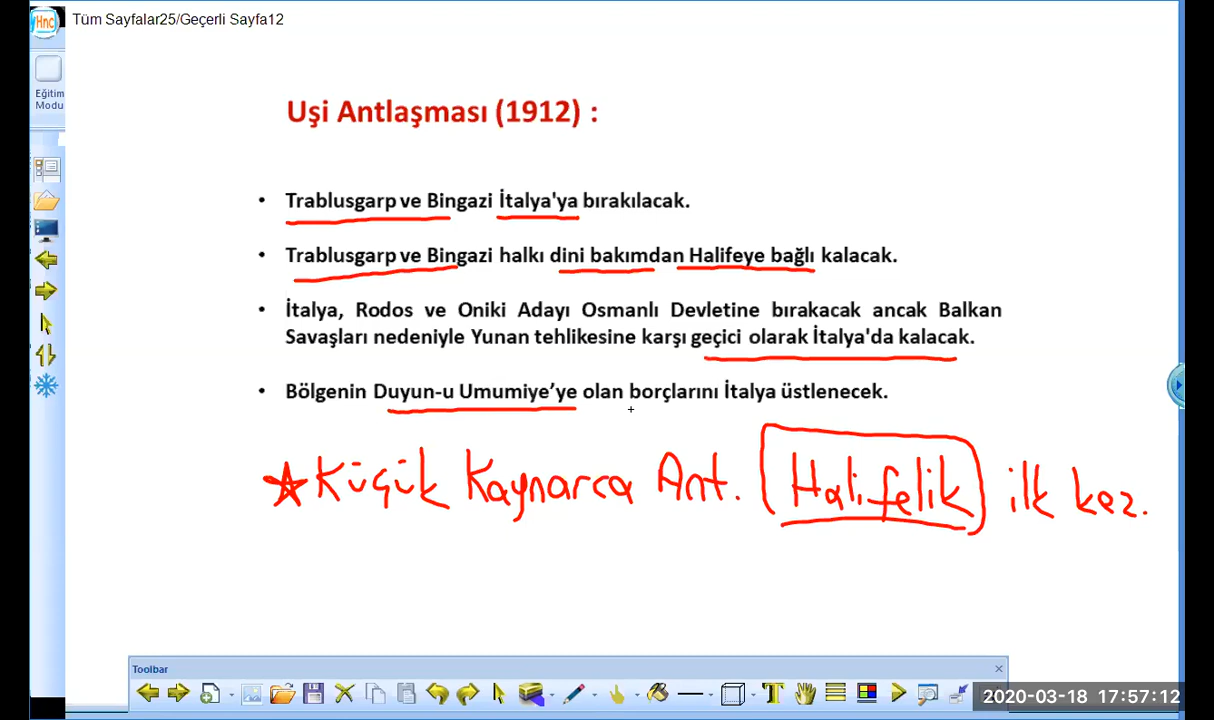 Hnc
Tüm Sayfalar25/Geçerli Sayfa12
Eğitim
Modu
Uşi Antlaşması (1912) :
• Trablusgarp ve Bingazi İtalya'ya bırakılacak.
• Trablusgarp ve Bingazi halkı dini bakımdan Halifeye bağlı kalacak.
• İtalya, Rodos ve Oniki Adayı Osmanlı Devletine bırakacak ancak Balkan
Savaşları nedeniyle Yunan tehlikesine karşı geçici olarak İtalya'da kalacak.
• Bölgenin Duyun-u Umumiye’ye olan borçlarını İtalya üstlenecek.
Küçük Kaynarca Ant. Halifelik ilk kez.
Toolbar
2020-03-18 17:57:12